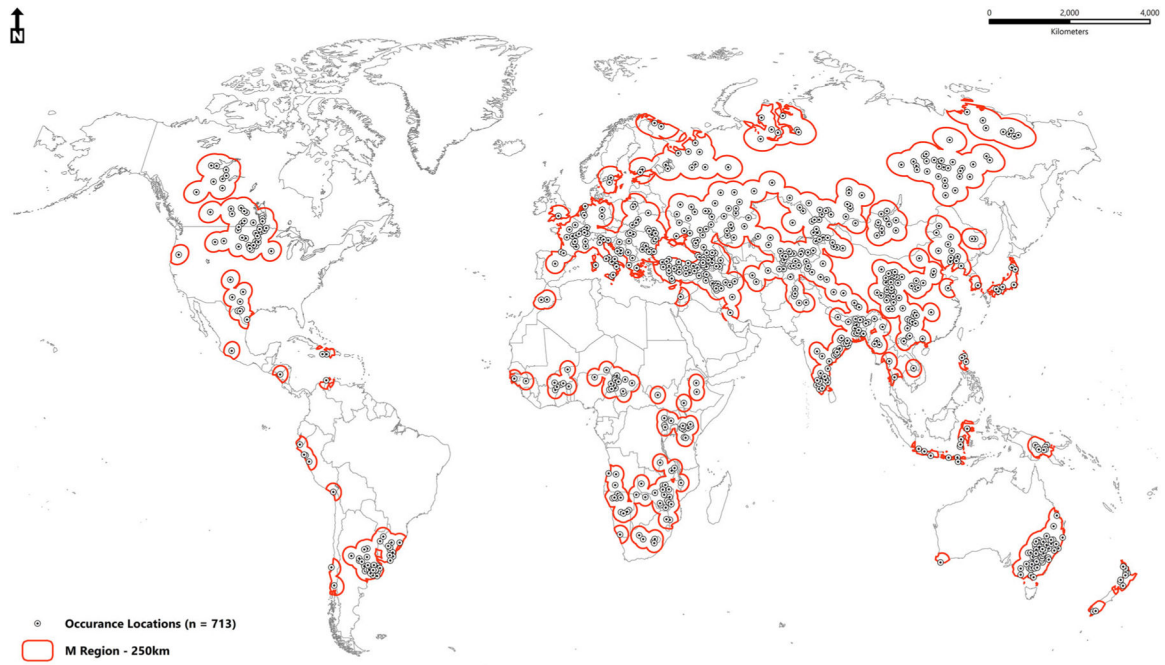 N
0 2,000 4,000
Kilometers
Occurance Locations (n = 713)
M Region - 250km